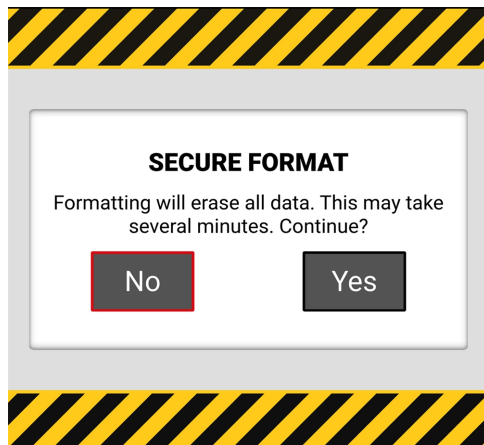 SECURE FORMAT
Formatting will erase all data. This may take
several minutes. Continue?
No Yes